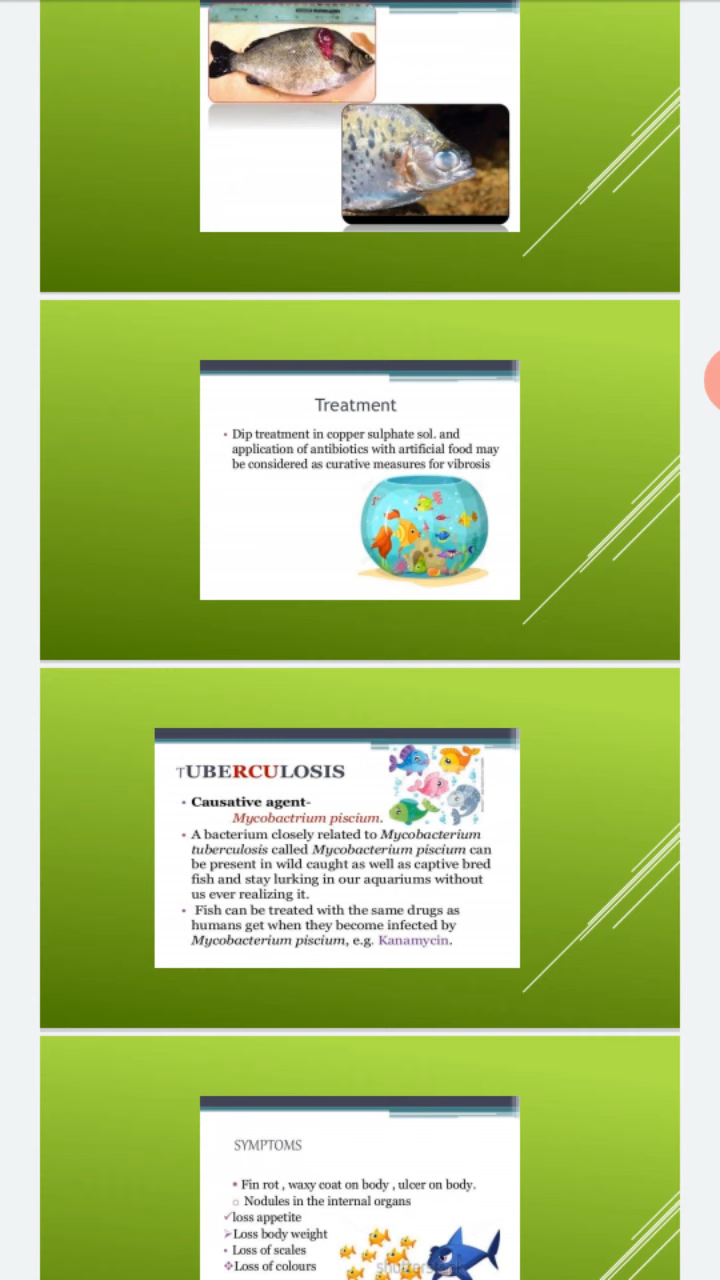 Treatment
• Dip treatment in copper sulphate sol. and
application of antibiotics with artificial food may
be considered as curative measures for vibrosis
TUBERCULOSIS
• Causative agent-
Mycobactrium piscium.
• A bacterium closely related to Mycobacterium
tuberculosis called Mycobacterium piscium can
be present in wild caught as well as captive bred
fish and stay lurking in our aquariums without
us ever realizing it.
• Fish can be treated with the same drugs as
humans get when they become infected by
Mycobacterium piscium, e.g. Kanamycin.
SYMPTOMS
▪ Fin rot , waxy coat on body , ulcer on body.
o Nodules in the internal organs
✓loss appetite
➢Loss body weight
▪ Loss of scales
❖Loss of colours